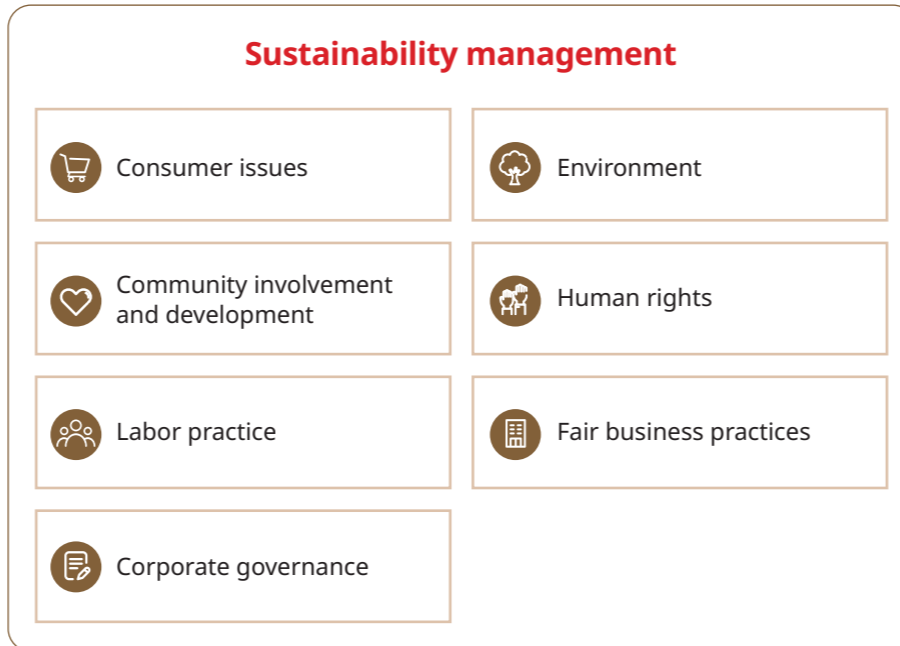 Sustainability management
Consumer issues
Environment
Community involvement
and development
Human rights
Labor practice
Fair business practices
Corporate governance